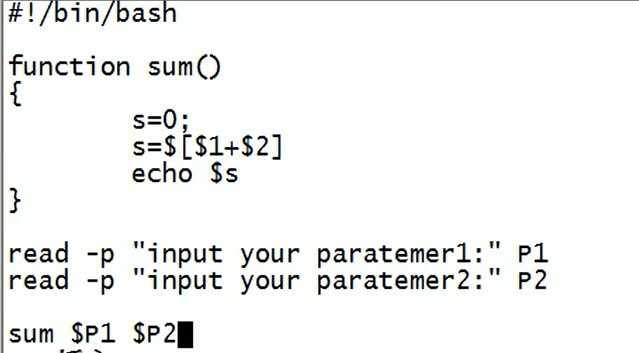 #!/bin/bash
function sum()
{
s=0;
s=$[$1+$2]
echo $s
}
read -p "input your paratemer1:" P1
read -p "input your paratemer2:" P2
sum $P1 $P2